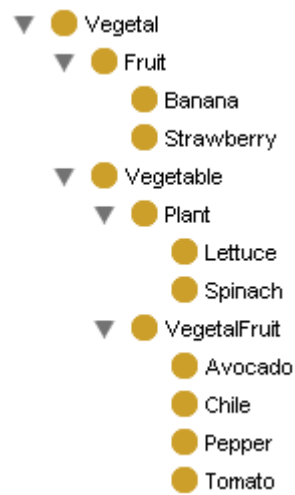 Vegetal
Fruit
Banana
Strawberry
Vegetable
Plant
Lettuce
Spinach
VegetalFruit
Avocado
Chile
Pepper
Tomato